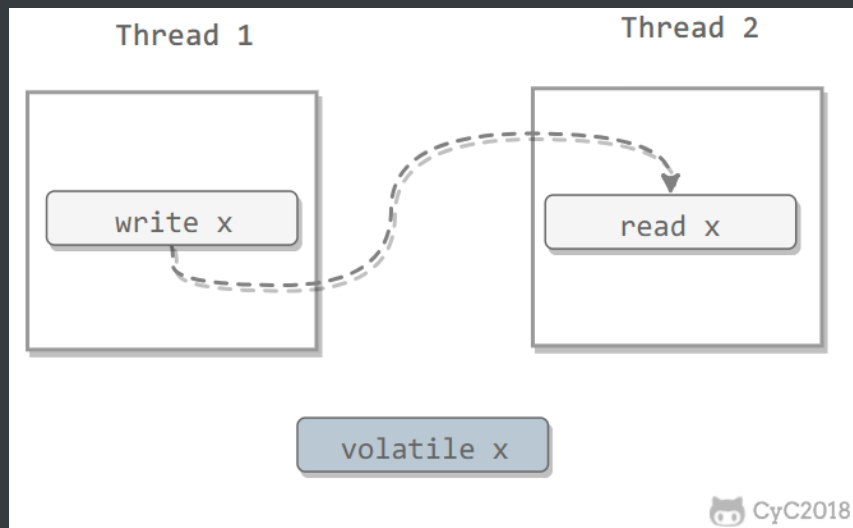 Thread 1
Thread 2
write x
read x
volatile x
CyC2018